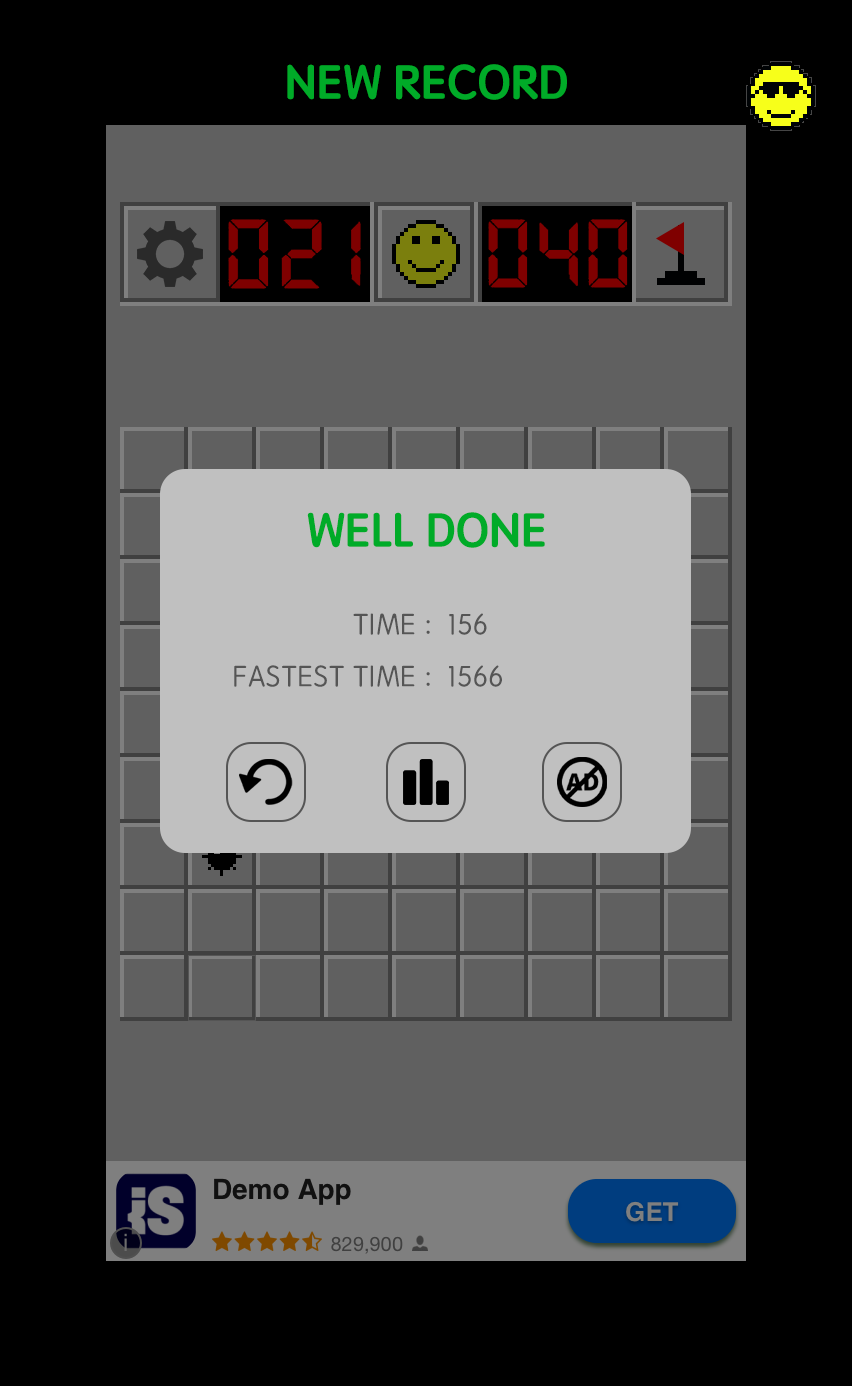 NEW RECORD
021 040
WELL DONE
TIME : 156
FASTEST TIME : 1566
AD
iS
Demo App
GET
i
829,900